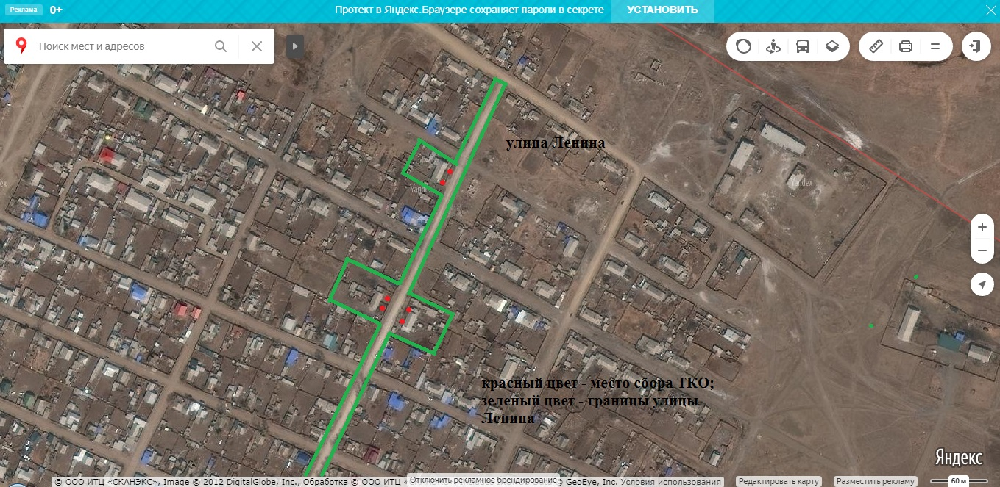 Реклама
0+
Протект в Яндекс.Браузере сохраняет пароли в секрете
УСТАНОВИТЬ
Поиск мест и адресов
улица Ленина
Yandex
Yandex
красный цвет - место сбора ТКО;
зеленый цвет - границы улицы
Ленина
Яндекс
© ООО ИТЦ «СКАНЭКС», Image © 2012 DigitalGlobe, Inc., Обработка © ООО ИТЦ «
Отключить рекламное брендирование
GeoEye, Inc. Условия использования
Редактировать карту
Разместить рекламу
60 м